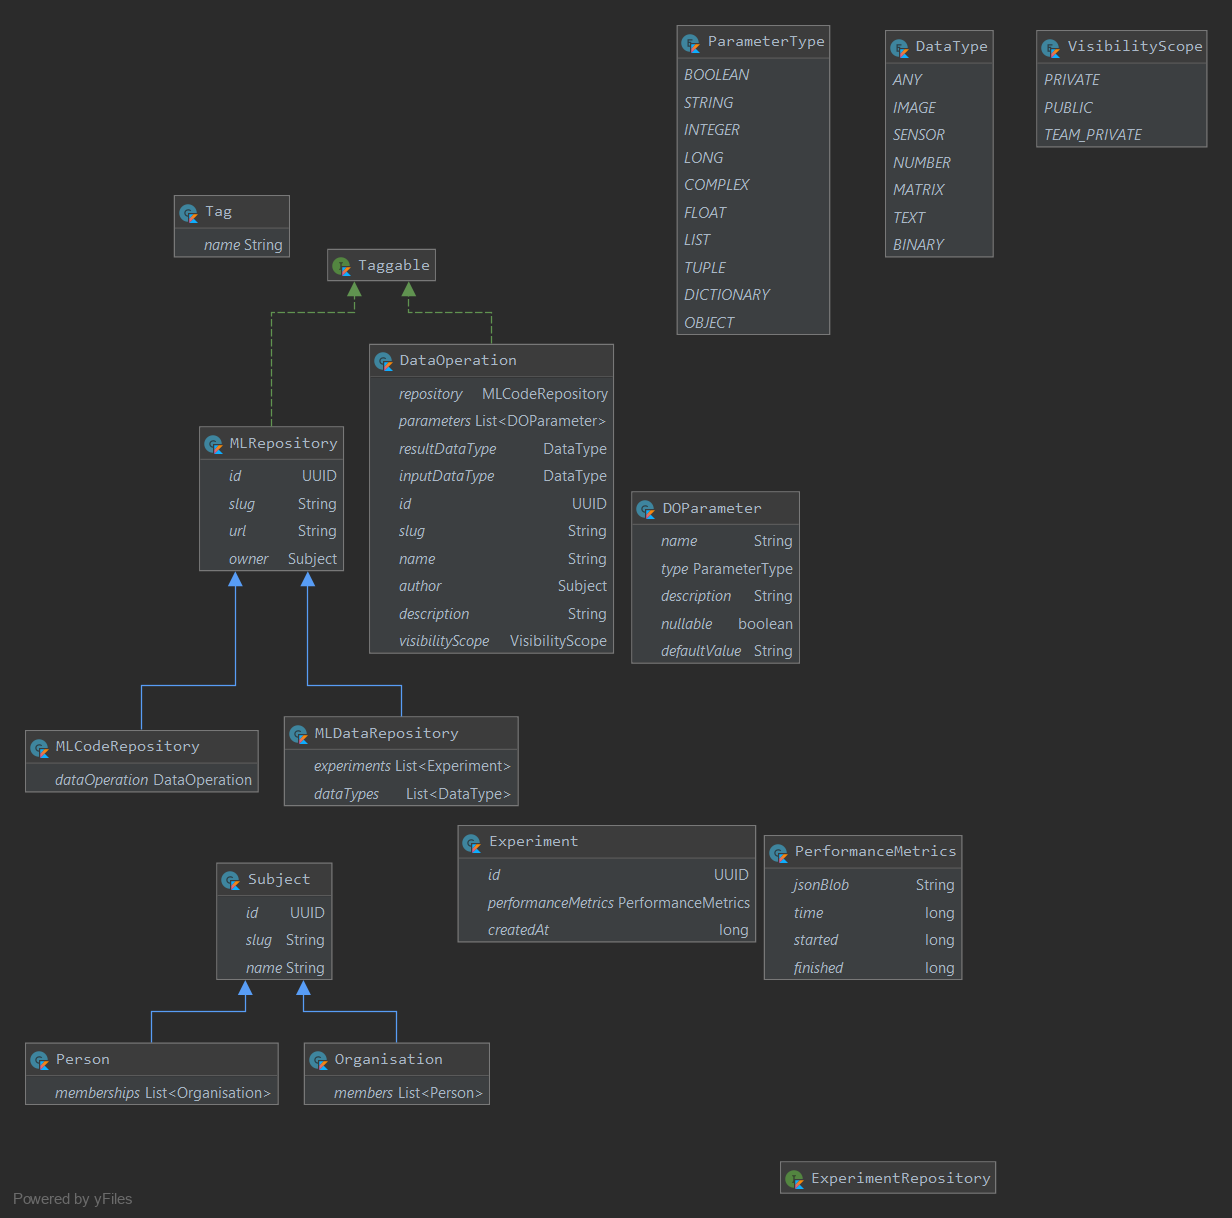 ParameterType
BOOLEAN
STRING
INTEGER
LONG
COMPLEX
FLOAT
LIST
TUPLE
DICTIONARY
OBJECT
DataType
ANY
IMAGE
SENSOR
NUMBER
MATRIX
TEXT
BINARY
VisibilityScope
PRIVATE
PUBLIC
TEAM_PRIVATE
Tag
name String
Taggable
DataOperation
repository MLCodeRepository
parameters List<DOParameter>
resultDataType DataType
inputDataType DataType
id UUID
slug String
name String
author Subject
description String
visibilityScope VisibilityScope
MLRepository
id UUID
slug String
url String
owner Subject
DOParameter
name String
type ParameterType
description String
nullable boolean
defaultValue String
MLCodeRepository
dataOperation DataOperation
MLDataRepository
experiments List<Experiment>
dataTypes List<DataType>
Experiment
id UUID
performanceMetrics PerformanceMetrics
createdAt long
PerformanceMetrics
jsonBlob String
time long
started long
finished long
Subject
id UUID
slug String
name String
Person
memberships List<Organisation>
Organisation
members List<Person>
ExperimentRepository
Powered by yFiles